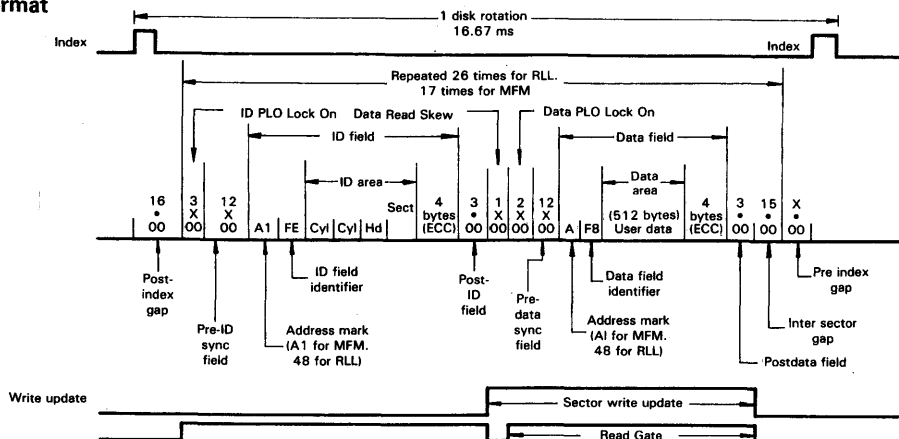 rmat
1 disk rotation
16.67 ms
Index
Index
Repeated 26 times for RLL.
17 times for MFM
ID PLO Lock On
Data Read Skew
Data PLO Lock On
ID field
Data field
ID area
Data
area
16
•
00
3
X
00
12
X
00
A1
FE
Cyl
Cyl
Hd
Sect
4
bytes
(ECC)
3
•
00
1
X
00
2
X
00
12
X
00
A
F8
(512 bytes)
User data
4
bytes
(ECC)
3
•
00
15
•
00
X
•
00
Post-
index
gap
Pre-ID
sync
field
Address mark
(A1 for MFM.
48 for RLL)
ID field
identifier
Post-
ID
field
Pre-
data
sync
field
Address mark
(AI for MFM.
48 for RLL)
Data field
identifier
Pre index
gap
Inter sector
gap
Postdata field
Write update
Sector write update
Read Gate